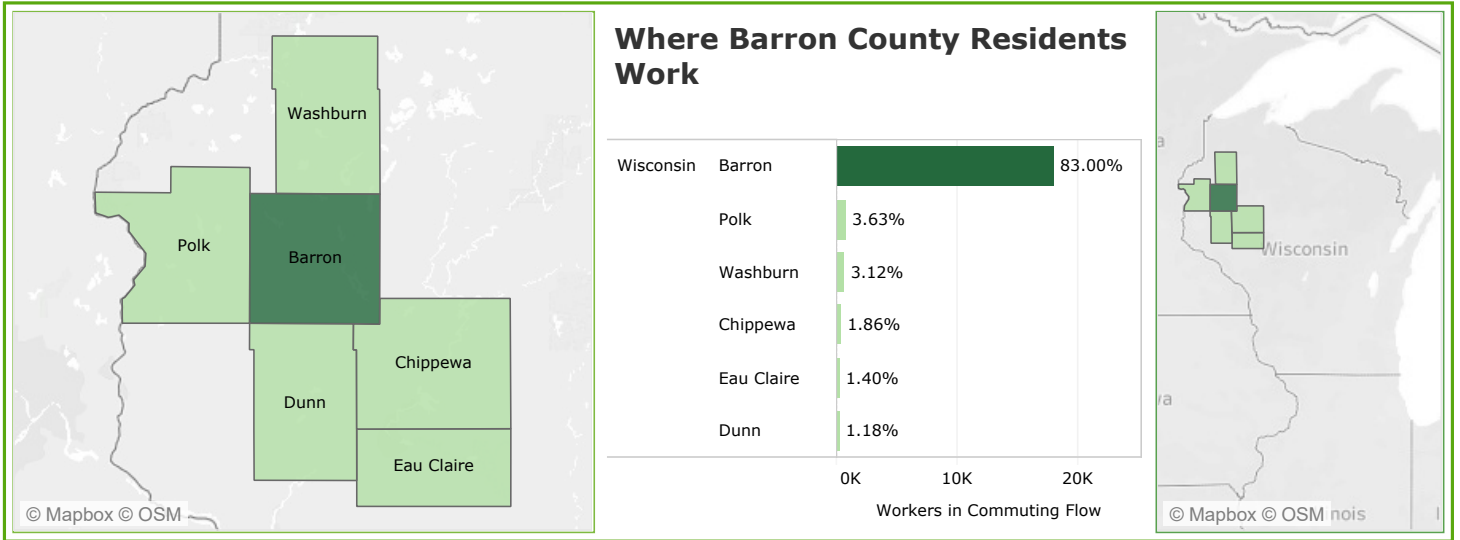 Washburn
Polk
Barron
Chippewa
Dunn
Eau Claire
© Mapbox © OSM
Where Barron County Residents
Work
Wisconsin Barron 83.00%
Polk 3.63%
Washburn 3.12%
Chippewa 1.86%
Eau Claire 1.40%
Dunn 1.18%
0K 10K 20K
Workers in Commuting Flow
a
Wisconsin
va
© Mapbox © OSM nois